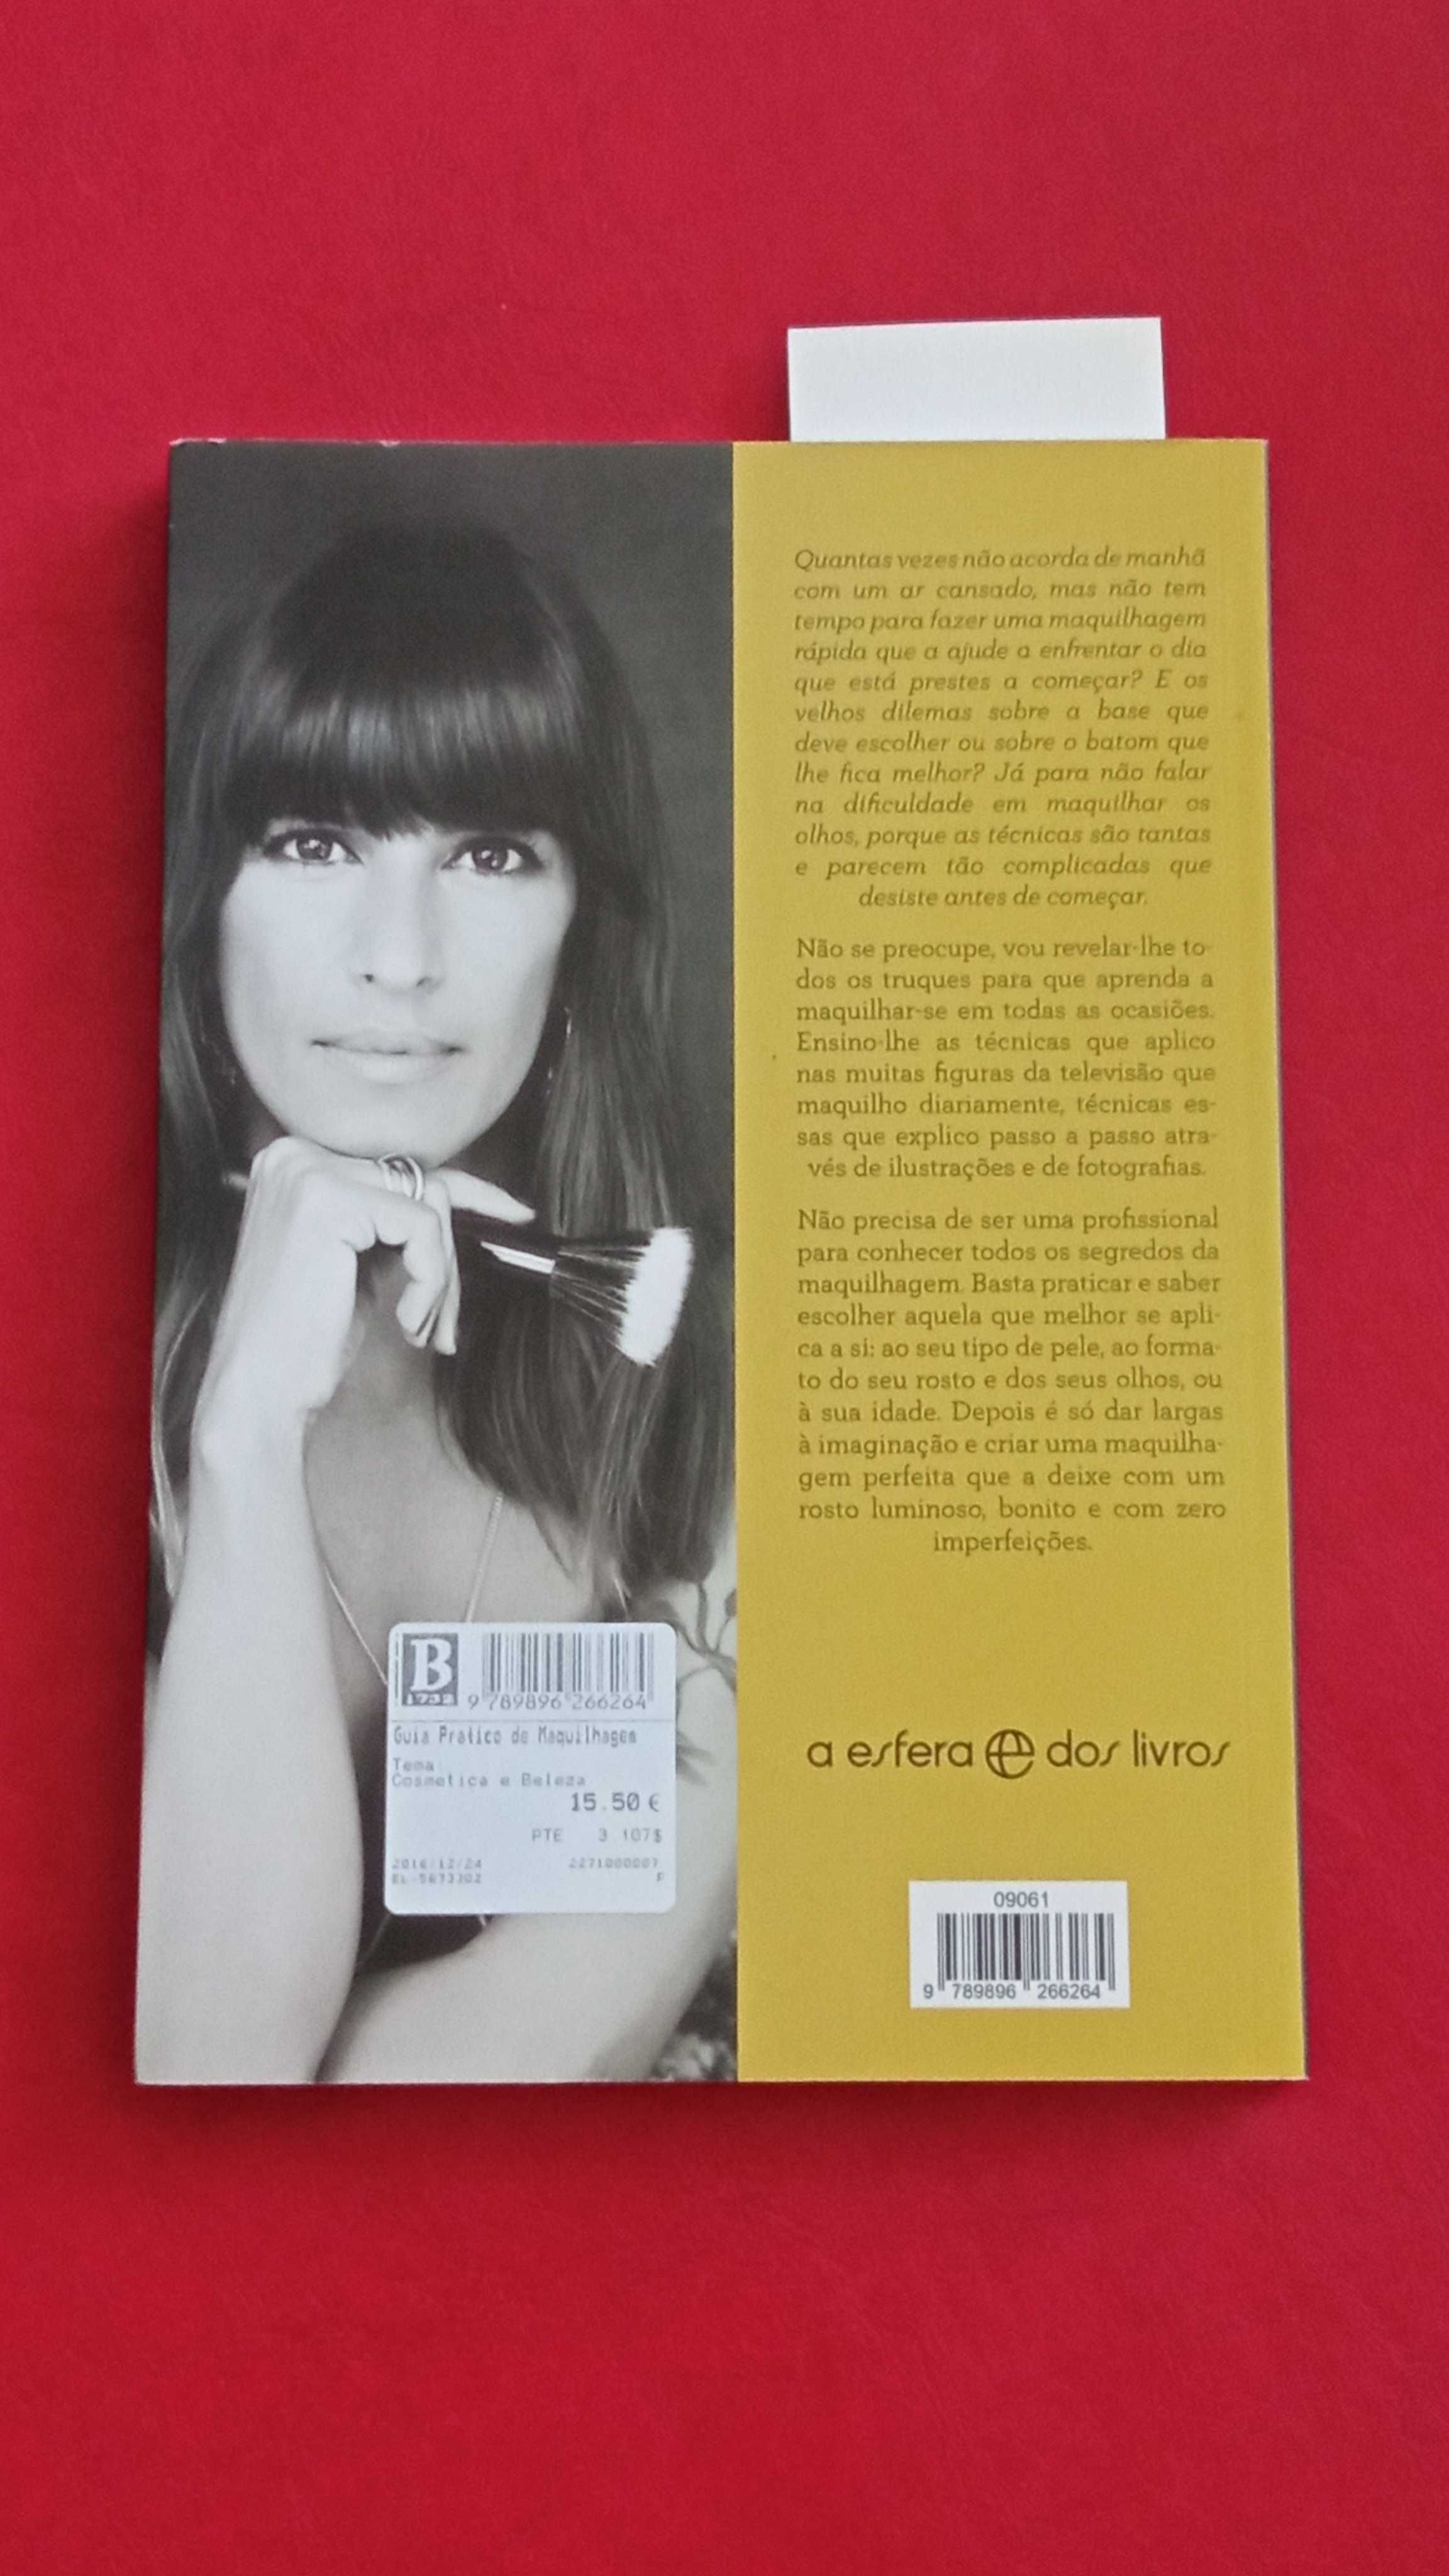 Quantas vezes não acorda de manhã
com um ar cansado, mas não tem
tempo para fazer uma maquilhagem
rápida que a ajude a enfrentar o dia
que está prestes a começar? E os
velhos dilemas sobre a base que
deve escolher ou sobre o batom que
lhe fica melhor? Já para não falar
na dificuldade em maquilhar os
olhos, porque as técnicas são tantas
e parecem tão complicadas que
desiste antes de começar.
Não se preocupe, vou revelar-lhe to-
dos os truques para que aprenda a
maquilhar-se em todas as ocasiões.
Ensino-lhe as técnicas que aplico
nas muitas figuras da televisão que
maquilho diariamente, técnicas es-
sas que explico passo a passo atra-
vés de ilustrações e de fotografias.
Não precisa de ser uma profissional
para conhecer todos os segredos da
maquilhagem. Basta praticar e saber
escolher aquela que melhor se apli-
ca a si: ao seu tipo de pele, ao forma-
to do seu rosto e dos seus olhos, ou
à sua idade. Depois é só dar largas
à imaginação e criar uma maquilha-
gem perfeita que a deixe com um
rosto luminoso, bonito e com zero
imperfeições.
B
1732
9 789896 266264
Guia Pratico de Maquilhagem
Tema:
Cosmetica e Beleza
15.50 €
PTE 3 107$
2016/12/24
EL-5673302
F
a esfera e dos livros
09061
9 789896 266264